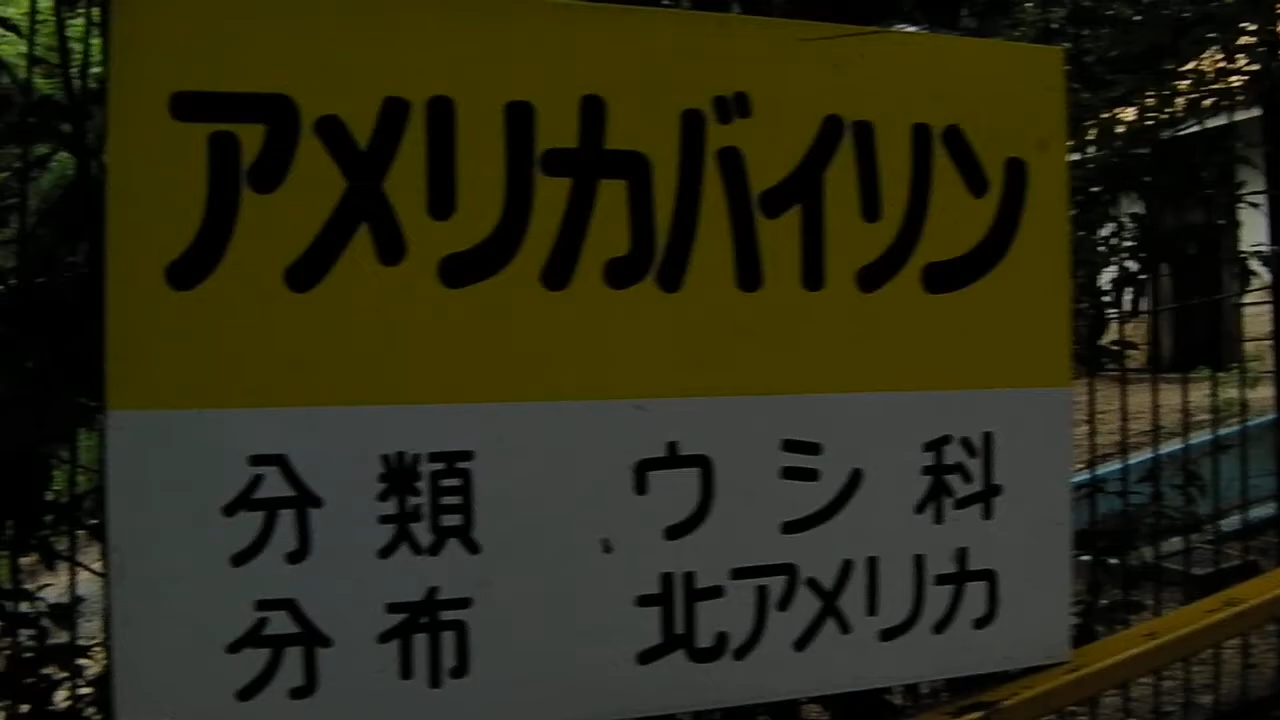 アメリカバイソン
分類 ウシ科
分布 北アメリカ